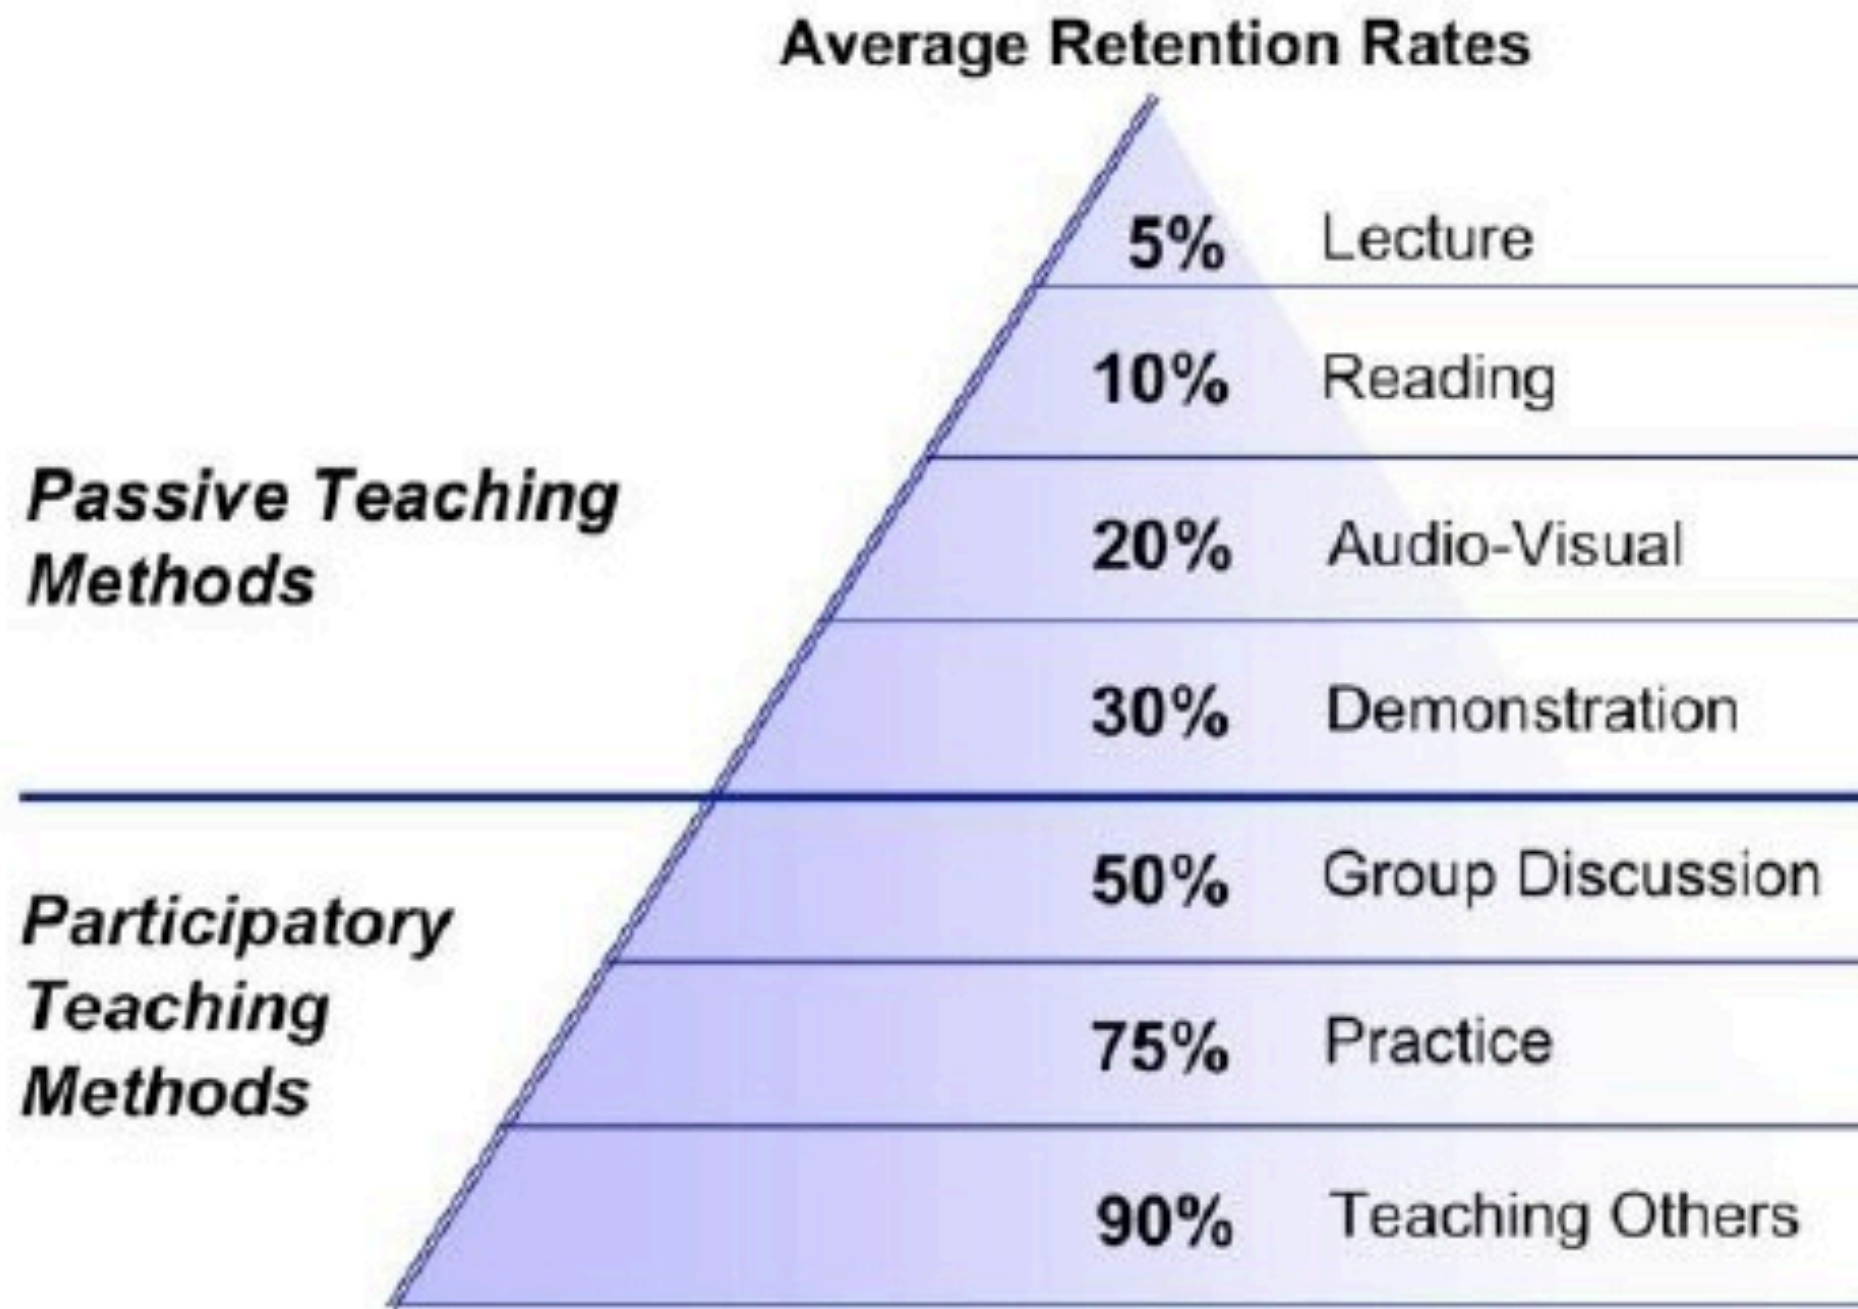 Average Retention Rates
5% Lecture
10% Reading
Passive Teaching
Methods
20% Audio-Visual
30% Demonstration
50% Group Discussion
Participatory
Teaching
Methods
75% Practice
90% Teaching Others